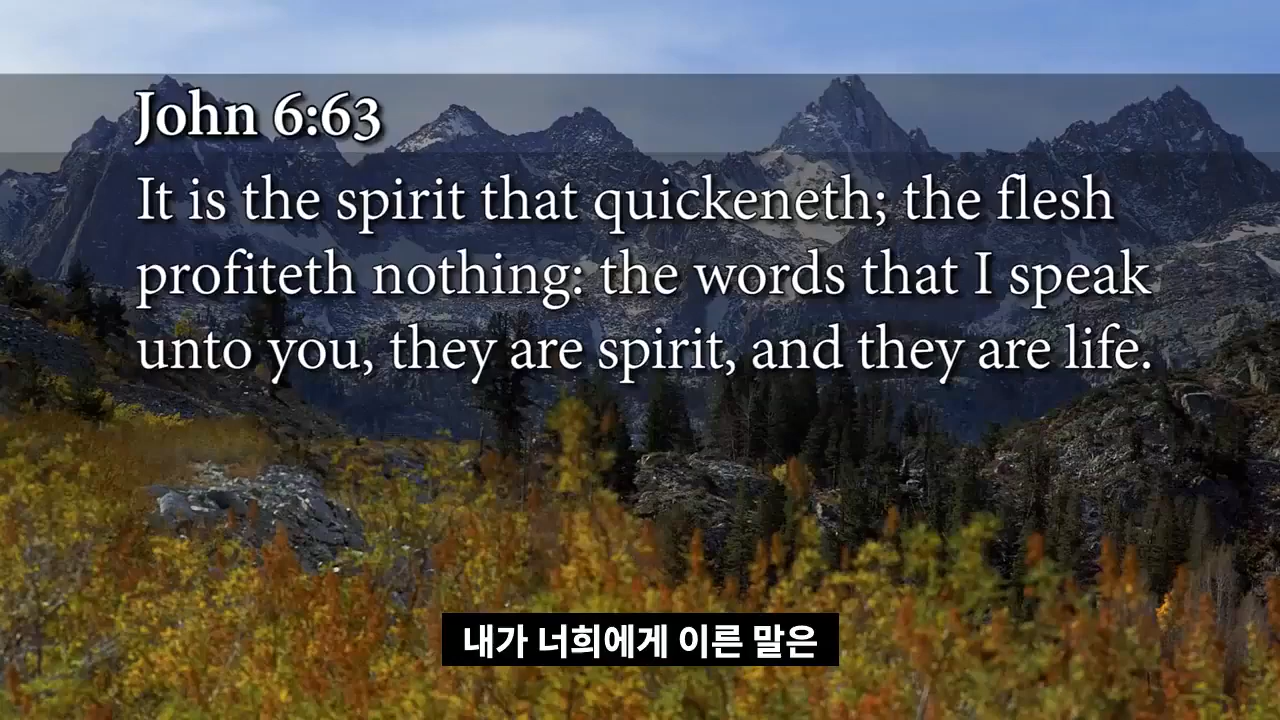 John 6:63
It is the spirit that quickeneth; the flesh
profiteth nothing: the words that I speak
unto you, they are spirit, and they are life.
내가 너희에게 이른 말은